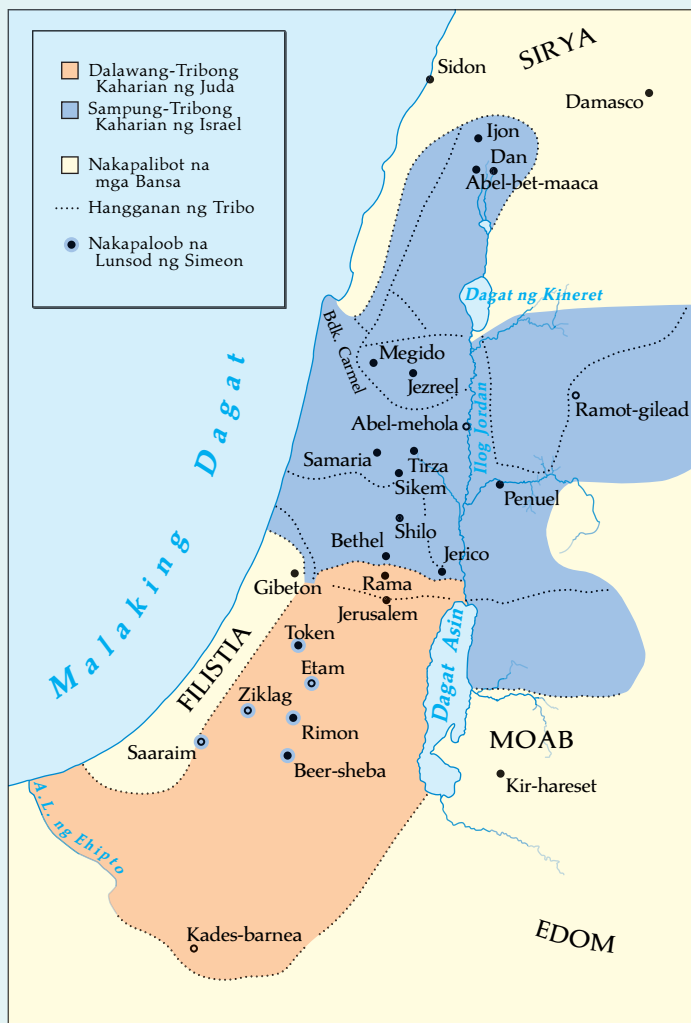 Dalawang-Tribong
Kaharian ng Juda
Sampung-Tribong
Kaharian ng Israel
Nakapalibot na
mga Bansa
Hangganan ng Tribo
Nakapaloob na
Lunsod ng Simeon
SIRYA
Sidon
Damasco
Ijon
Dan
Abel-bet-maaca
Dagat ng Kineret
Bdk. Carmel
Megido
Jezreel
Ramot-gilead
Abel-mehola
Ilog Jordan
Samaria
Tirza
Sikem
Penuel
Shilo
Bethel
Jerico
Gibeton
Rama
Jerusalem
Malaking Dagat
FILISTIA
Token
Etam
Dagat Asin
Ziklag
Rimon
Saaraim
Beer-sheba
MOAB
Kir-hareset
A.L. ng Ehipto
Kades-barnea
EDOM